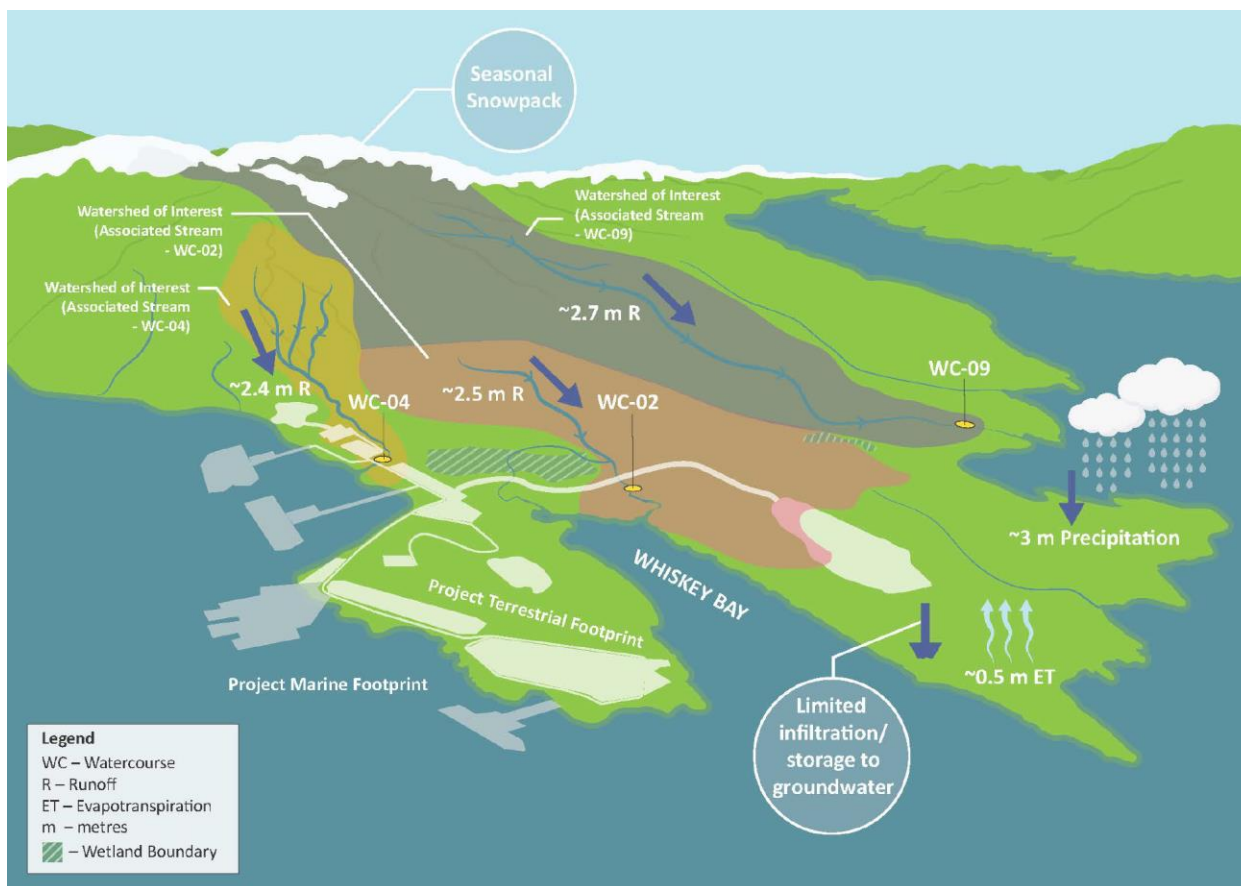 Seasonal
Snowpack
Watershed of Interest
(Associated Stream
- WC-09)
Watershed of Interest
(Associated Stream
- WC-02)
Watershed of Interest
(Associated Stream
- WC-04)
~2.7 m R
~2.4 m R
WC-04
~2.5 m R
WC-02
WC-09
~3 m Precipitation
WHISKEY BAY
Project Terrestrial Footprint
~0.5 m ET
Project Marine Footprint
Limited
infiltration/
storage to
groundwater
Legend
WC – Watercourse
R – Runoff
ET – Evapotranspiration
m – metres
– Wetland Boundary